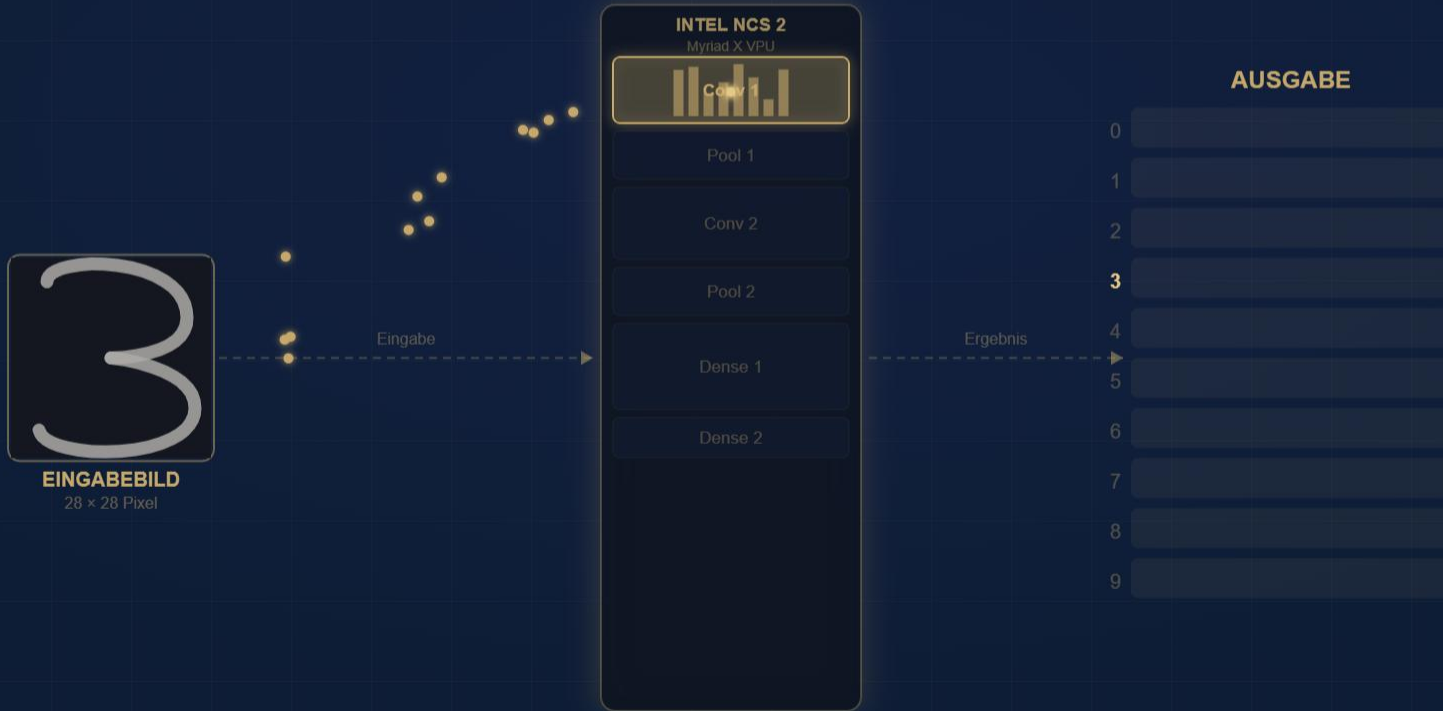 INTEL NCS 2
Myriad X VPU
Conv 1
Pool 1
Conv 2
Pool 2
Dense 1
Dense 2
3
EINGABEBILD
28 × 28 Pixel
Eingabe
Ergebnis
AUSGABE
0
1
2
3
4
5
6
7
8
9